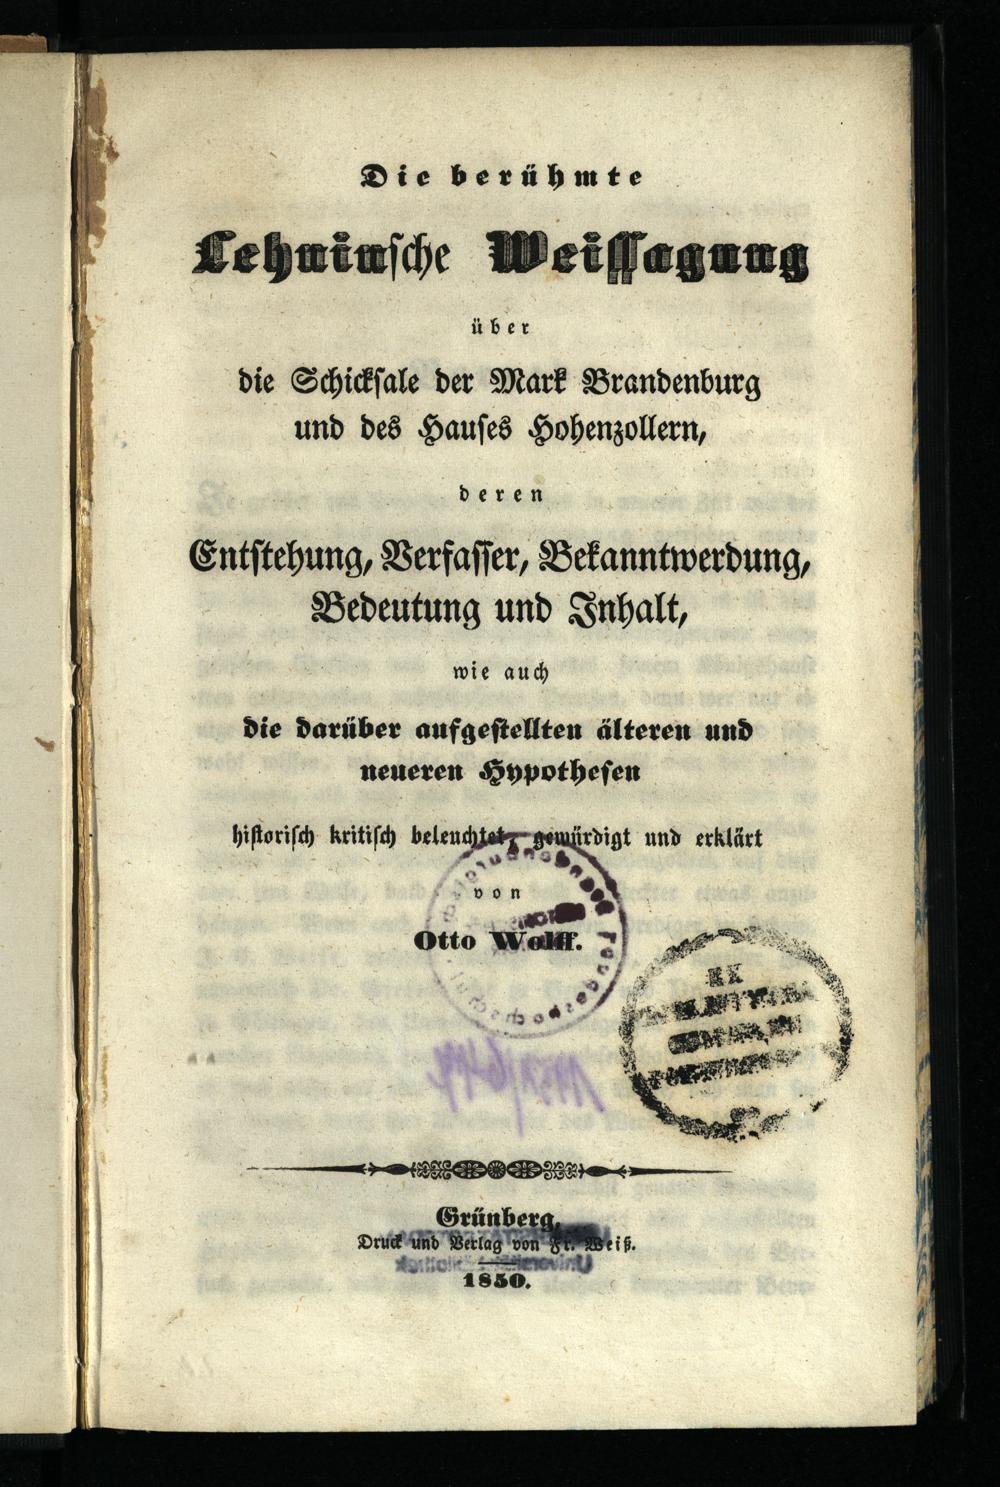 Die berühmte
Lehninſche Weiſſagung
über
die Schickſale der Mark Brandenburg
und des Hauſes Hohenzollern,
deren
Entſtehung, Verfaſſer, Bekanntwerdung,
Bedeutung und Inhalt,
wie auch
die darüber aufgeſtellten älteren und
neueren Hypotheſen
hiſtoriſch kritiſch beleuchtet, gewürdigt und erklärt
von
Otto Wolff.
Grünberg,
Druck und Verlag von Fr. Weiß.
1850.